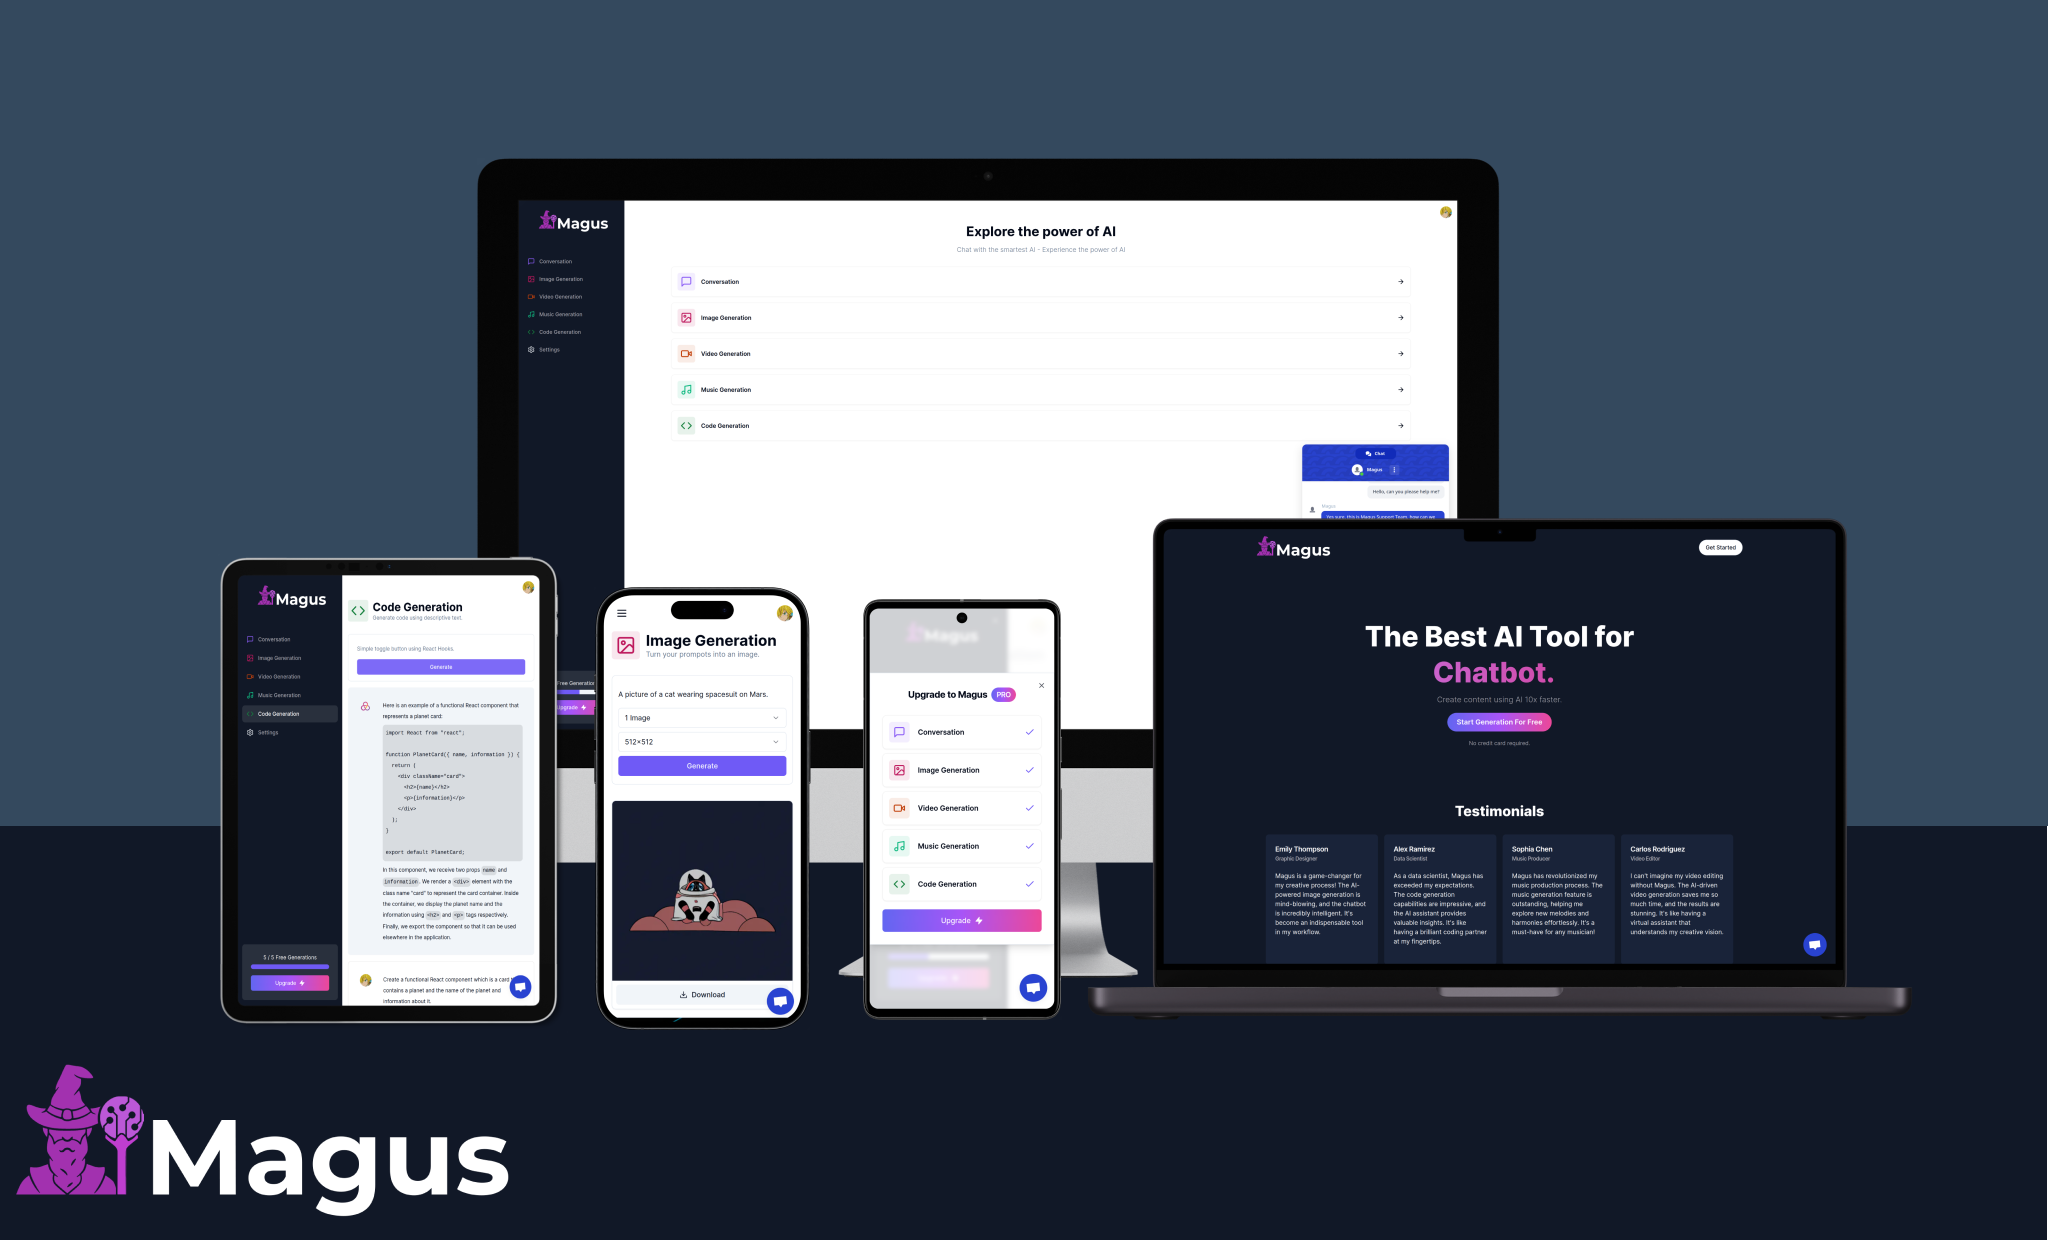 Magus
Conversation
Image Generation
Video Generation
Music Generation
Code Generation
Settings
Explore the power of AI
Chat with the smartest AI - Experience the power of AI
Conversation
Image Generation
Video Generation
Music Generation
Code Generation
Chat
Magus
Hello, can you please help me?
Magus
Yes sure, this is Magus Support Team, how can we
Free Generations
Upgrade
Magus
Conversation
Image Generation
Video Generation
Music Generation
Code Generation
Settings
5 / 5 Free Generations
Upgrade
Code Generation
Generate code using descriptive text.
Simple toggle button using React Hooks.
Generate
Here is an example of a functional React component that
represents a planet card:
import React from "react";
function PlanetCard({ name, information }) {
return (
<div className="card">
<h2>{name}</h2>
<p>{information}</p>
</div>
);
}
export default PlanetCard;
In this component, we receive two props name and
information. We render a <div> element with the
class name "card" to represent the card container. Inside
the container, we display the planet name and the
information using <h2> and <p> tags respectively.
Finally, we export the component so that it can be used
elsewhere in the application.
Create a functional React component which is a card t
contains a planet and the name of the planet and
information about it.
Image Generation
Turn your prompots into an image.
A picture of a cat wearing spacesuit on Mars.
1 Image
512x512
Generate
Download
Magus
Upgrade to Magus PRO
Conversation
Image Generation
Video Generation
Music Generation
Code Generation
Upgrade
Magus
Get Started
The Best AI Tool for
Chatbot.
Create content using AI 10x faster.
Start Generation For Free
No credit card required.
Testimonials
Emily Thompson
Graphic Designer
Magus is a game-changer for
my creative process! The AI-
powered image generation is
mind-blowing, and the chatbot
is incredibly intelligent. It's
become an indispensable tool
in my workflow.
Alex Ramirez
Data Scientist
As a data scientist, Magus has
exceeded my expectations.
The code generation
capabilities are impressive, and
the AI assistant provides
valuable insights. It's like
having a brilliant coding partner
at my fingertips.
Sophia Chen
Music Producer
Magus has revolutionized my
music production process. The
music generation feature is
outstanding, helping me
explore new melodies and
harmonies effortlessly. It's a
must-have for any musician!
Carlos Rodriguez
Video Editor
I can't imagine my video editing
without Magus. The AI-driven
video generation saves me so
much time, and the results are
stunning. It's like having a
virtual assistant that
understands my creative vision.
Magus